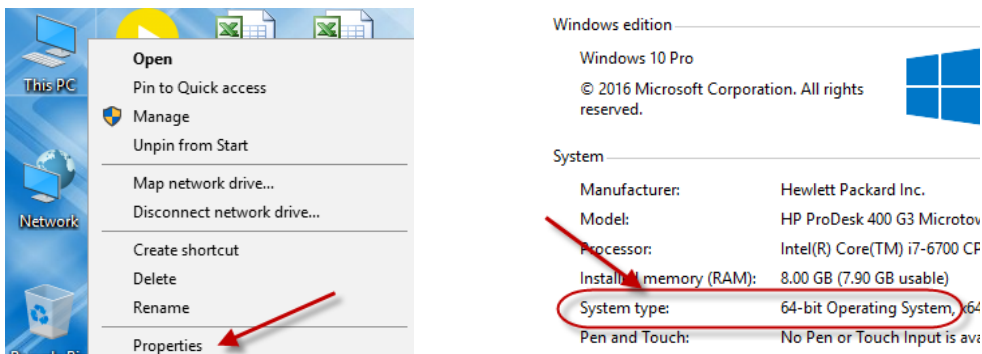 This PC
Network
Open
Pin to Quick access
Manage
Unpin from Start
Map network drive...
Disconnect network drive...
Create shortcut
Delete
Rename
Properties
Windows edition
Windows 10 Pro
© 2016 Microsoft Corporation. All rights
reserved.
System
Manufacturer: Hewlett Packard Inc.
Model: HP ProDesk 400 G3 Microtow
Processor: Intel(R) Core(TM) i7-6700 CP
Installed memory (RAM): 8.00 GB (7.90 GB usable)
System type: 64-bit Operating System, x64
Pen and Touch: No Pen or Touch Input is ava